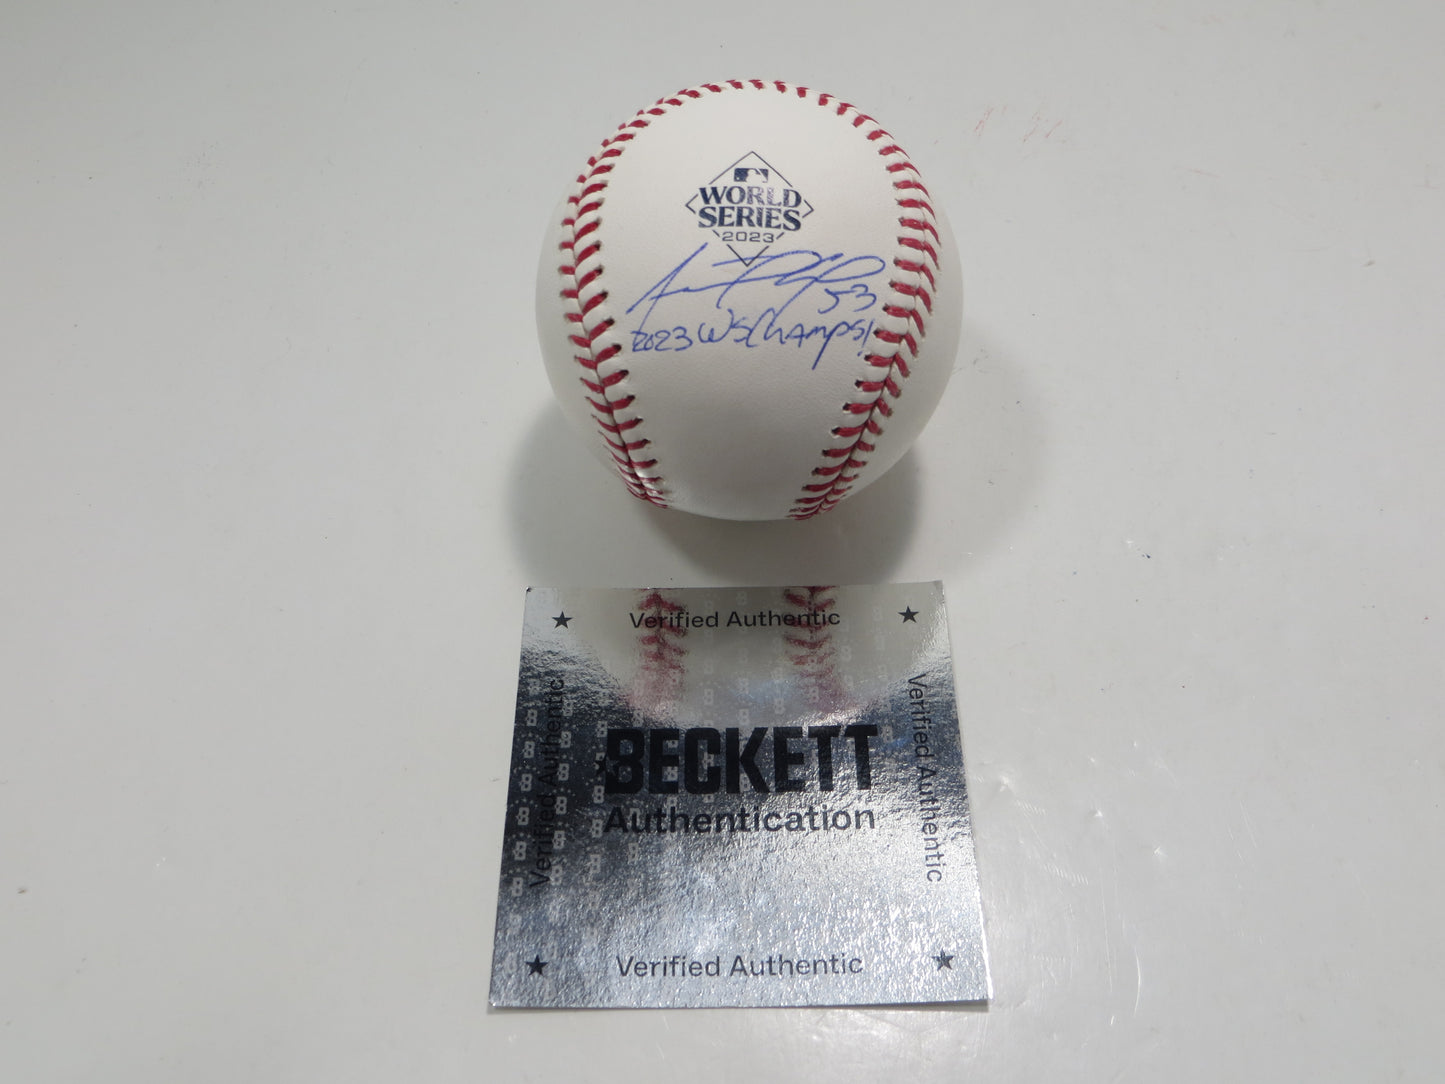 WORLD
SERIES
2023
53
2023 WS Champs!
Verified Authentic
Verified Authentic
Verified Authentic
BECKETT
Authentication
Verified Authentic